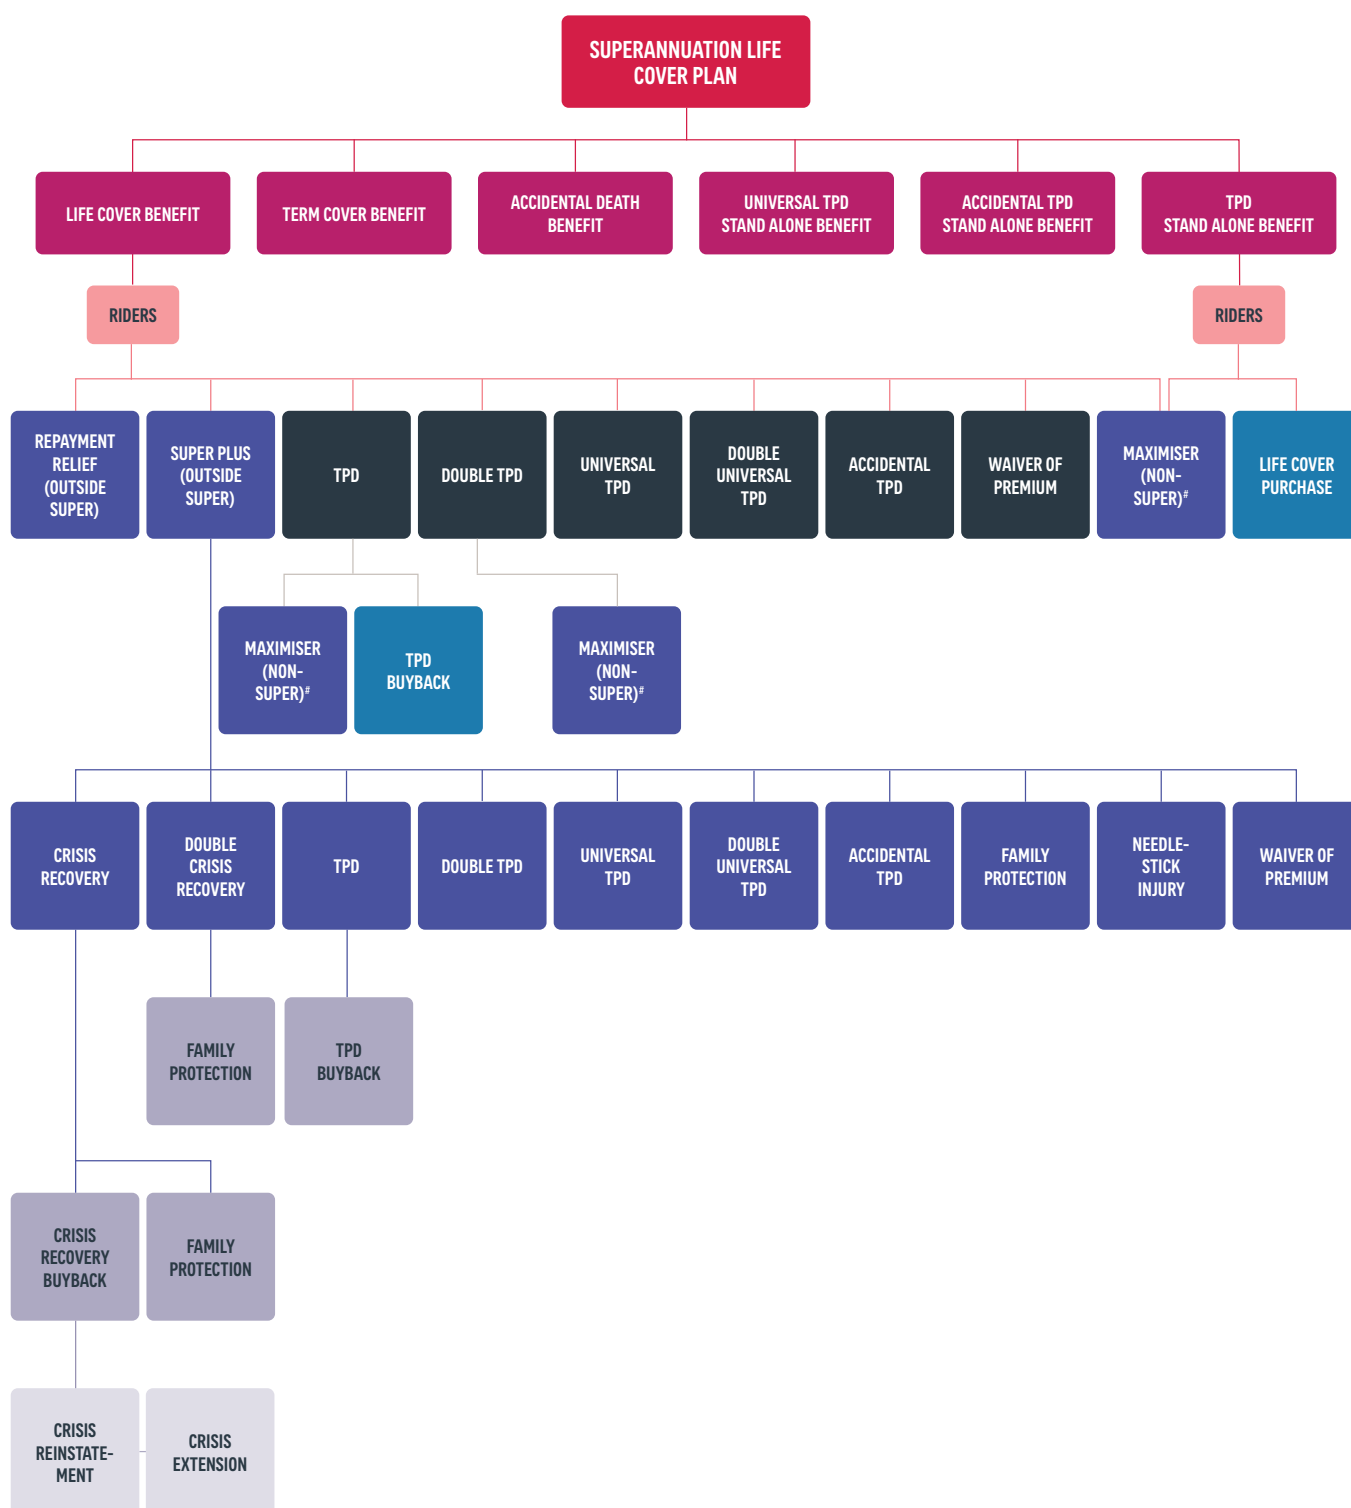 SUPERANNUATION LIFE
COVER PLAN
LIFE COVER BENEFIT
TERM COVER BENEFIT
ACCIDENTAL DEATH
BENEFIT
UNIVERSAL TPD
STAND ALONE BENEFIT
ACCIDENTAL TPD
STAND ALONE BENEFIT
TPD
STAND ALONE BENEFIT
RIDERS
RIDERS
REPAYMENT
RELIEF
(OUTSIDE
SUPER)
SUPER PLUS
(OUTSIDE
SUPER)
TPD
DOUBLE TPD
UNIVERSAL
TPD
DOUBLE
UNIVERSAL
TPD
ACCIDENTAL
TPD
WAIVER OF
PREMIUM
MAXIMISER
(NON-
SUPER)#
LIFE COVER
PURCHASE
MAXIMISER
(NON-
SUPER)#
TPD
BUYBACK
MAXIMISER
(NON-
SUPER)#
CRISIS
RECOVERY
DOUBLE
CRISIS
RECOVERY
TPD
DOUBLE TPD
UNIVERSAL
TPD
DOUBLE
UNIVERSAL
TPD
ACCIDENTAL
TPD
FAMILY
PROTECTION
NEEDLE-
STICK
INJURY
WAIVER OF
PREMIUM
FAMILY
PROTECTION
TPD
BUYBACK
CRISIS
RECOVERY
BUYBACK
FAMILY
PROTECTION
CRISIS
REINSTATE-
MENT
CRISIS
EXTENSION